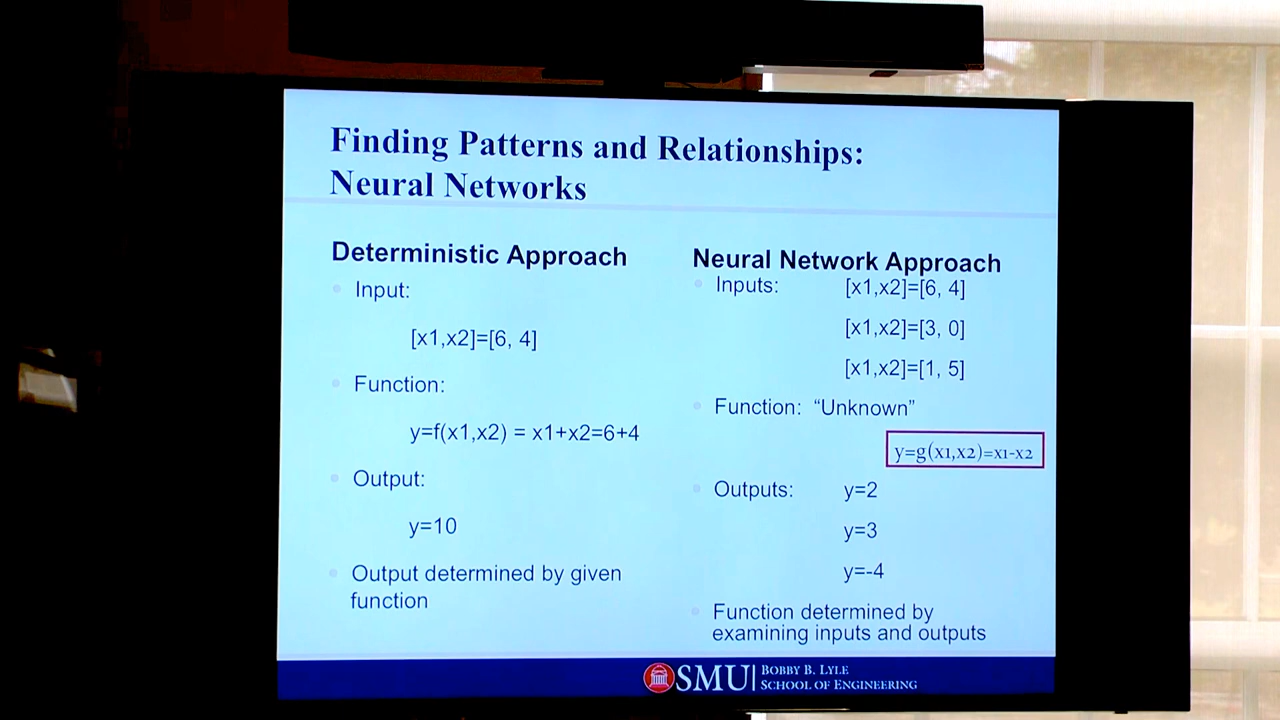 Finding Patterns and Relationships:
Neural Networks
Deterministic Approach
Input:
[x1,x2]=[6, 4]
Function:
y=f(x1,x2) = x1+x2=6+4
Output:
y=10
Output determined by given
function
Neural Network Approach
Inputs: [x1,x2]=[6, 4]
[x1,x2]=[3, 0]
[x1,x2]=[1, 5]
Function: “Unknown”
y=g(x1,x2)=x1-x2
Outputs: y=2
y=3
y=-4
Function determined by
examining inputs and outputs
SMU
BOBBY B. LYLE
SCHOOL OF ENGINEERING